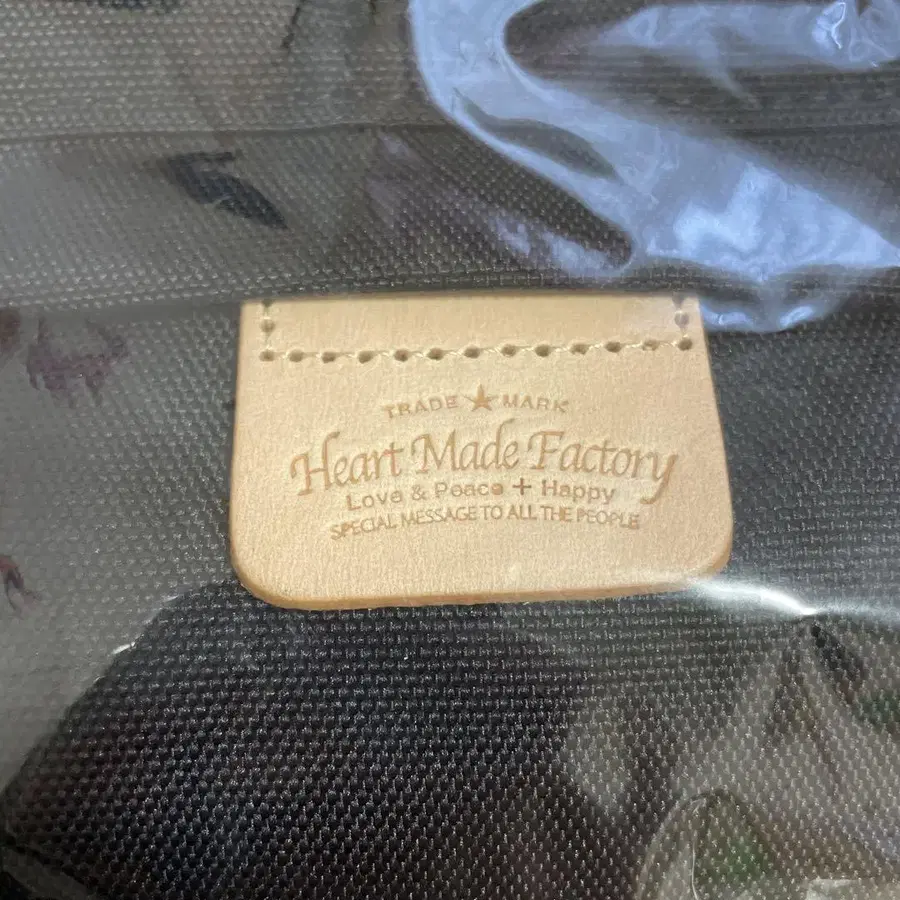 TRADE ★ MARK
Heart Made Factory
Love & Peace + Happy
SPECIAL MESSAGE TO ALL THE PEOPLE